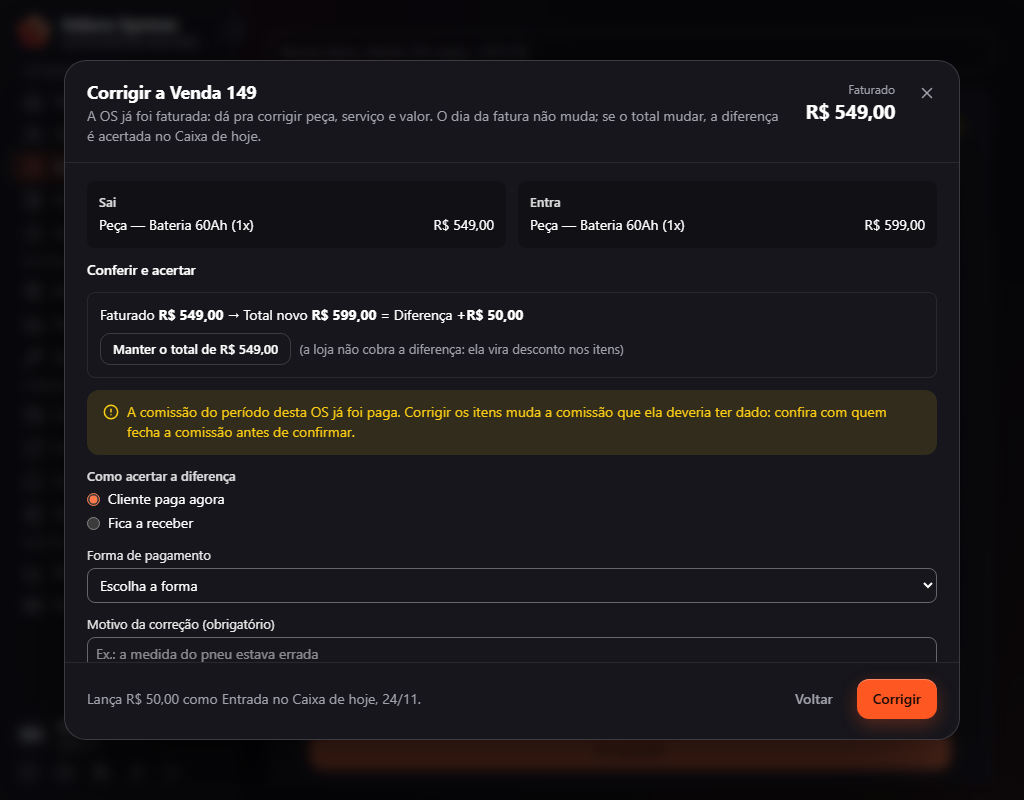 Corrigir a Venda 149
A OS já foi faturada: dá pra corrigir peça, serviço e valor. O dia da fatura não muda; se o total mudar, a diferença
é acertada no Caixa de hoje.
Faturado
R$ 549,00
Sai
Peça — Bateria 60Ah (1x) R$ 549,00
Entra
Peça — Bateria 60Ah (1x) R$ 599,00
Conferir e acertar
Faturado R$ 549,00 → Total novo R$ 599,00 = Diferença +R$ 50,00
Manter o total de R$ 549,00 (a loja não cobra a diferença: ela vira desconto nos itens)
A comissão do período desta OS já foi paga. Corrigir os itens muda a comissão que ela deveria ter dado: confira com quem
fecha a comissão antes de confirmar.
Como acertar a diferença
Cliente paga agora
Fica a receber
Forma de pagamento
Escolha a forma
Motivo da correção (obrigatório)
Ex.: a medida do pneu estava errada
Lança R$ 50,00 como Entrada no Caixa de hoje, 24/11.
Voltar
Corrigir